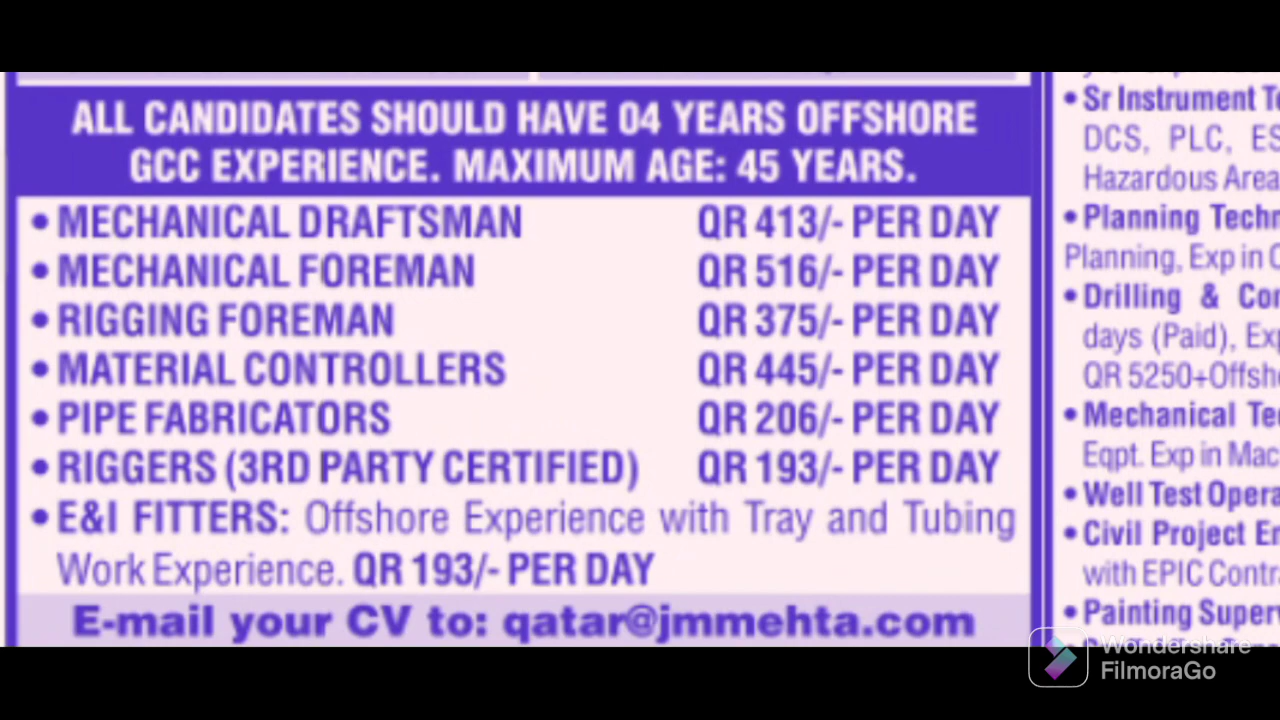 ALL CANDIDATES SHOULD HAVE 04 YEARS OFFSHORE
GCC EXPERIENCE. MAXIMUM AGE: 45 YEARS.
• MECHANICAL DRAFTSMAN QR 413/- PER DAY
• MECHANICAL FOREMAN QR 516/- PER DAY
• RIGGING FOREMAN QR 375/- PER DAY
• MATERIAL CONTROLLERS QR 445/- PER DAY
• PIPE FABRICATORS QR 206/- PER DAY
• RIGGERS (3RD PARTY CERTIFIED) QR 193/- PER DAY
• E&I FITTERS: Offshore Experience with Tray and Tubing
Work Experience. QR 193/- PER DAY
E-mail your CV to: qatar@jmmehta.com
• Sr Instrument
DCS, PLC,
Hazardous Area
• Planning
Planning, Exp in
• Drilling &
days (Paid),
QR 5250+
• Mechanical
Eqpt. Exp in
• Well Test
• Civil Project
with EPIC
• Painting
Wondershare
FilmoraGo